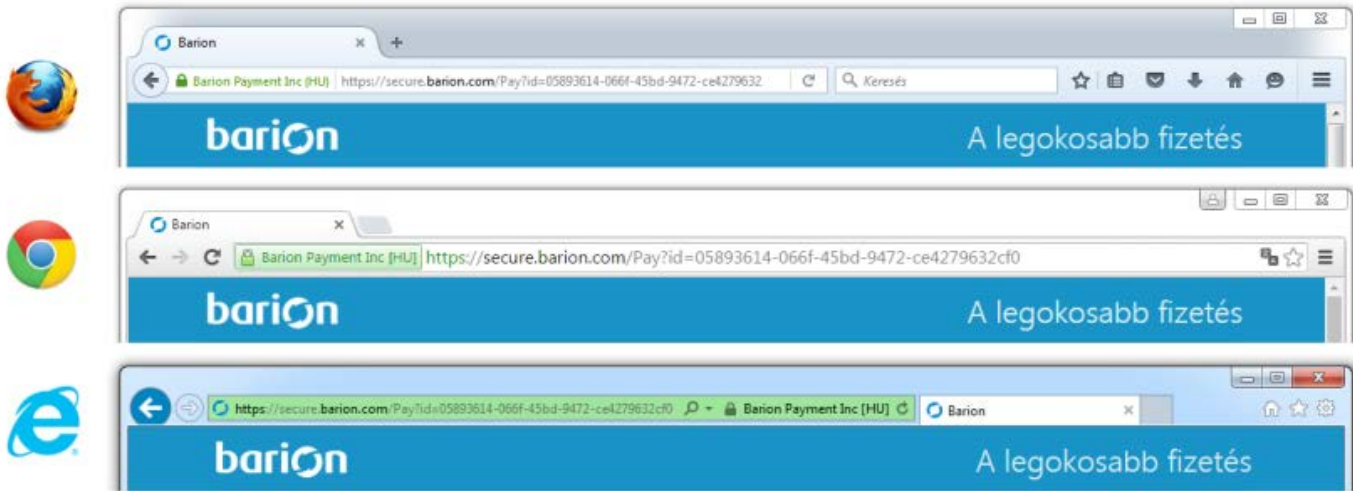 Barion
Barion Payment Inc (HU) https://secure.barion.com/Pay?id=05893614-066f-45bd-9472-ce4279632 Keresés
barion A legokosabb fizetés
Barion
Barion Payment Inc [HU] https://secure.barion.com/Pay?id=05893614-066f-45bd-9472-ce4279632cf0
barion A legokosabb fizetés
https://secure.barion.com/Pay?id=05893614-066f-45bd-9472-ce4279632cf0 Barion Payment Inc [HU] Barion
barion A legokosabb fizetés